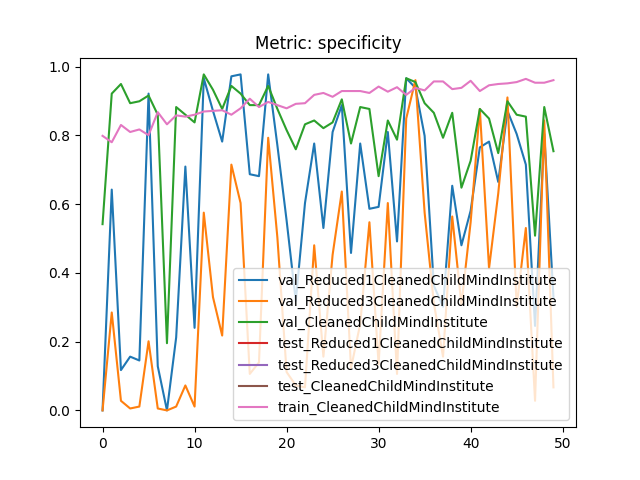 Metric: specificity
1.0
0.8
0.6
0.4
0.2
0.0
val_Reduced1CleanedChildMindInstitute
val_Reduced3CleanedChildMindInstitute
val_CleanedChildMindInstitute
test_Reduced1CleanedChildMindInstitute
test_Reduced3CleanedChildMindInstitute
test_CleanedChildMindInstitute
train_CleanedChildMindInstitute
0 10 20 30 40 50